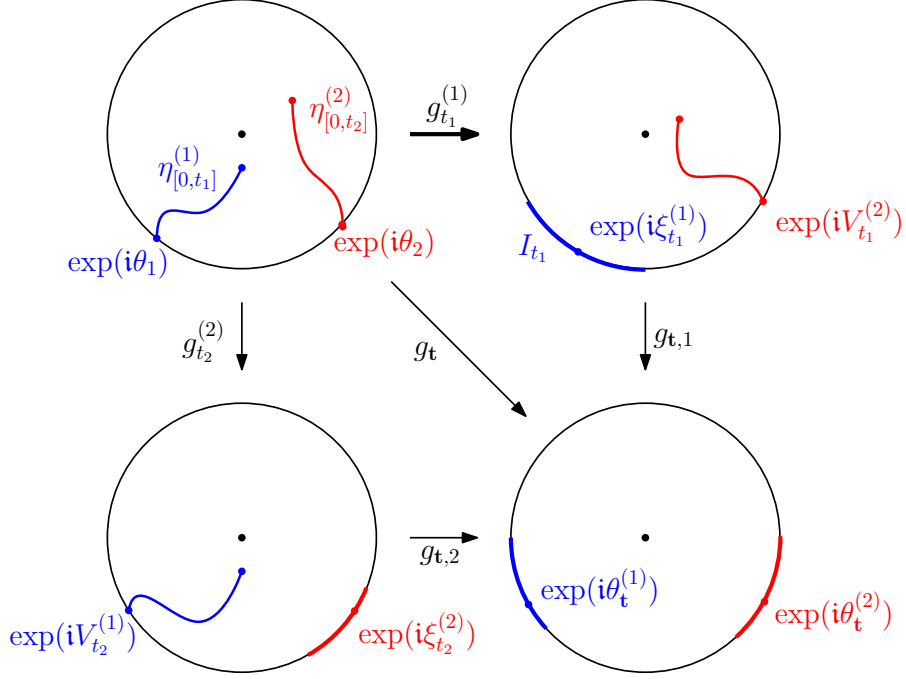 η^{(1)}_{[0,t_1]}
η^{(2)}_{[0,t_2]}
exp(𝔦θ_1)
exp(𝔦θ_2)
g^{(1)}_{t_1}
I_{t_1}
exp(𝔦ξ^{(1)}_{t_1})
exp(𝔦V^{(2)}_{t_1})
g^{(2)}_{t_2}
g_𝐭
g_{𝐭,1}
exp(𝔦V^{(1)}_{t_2})
exp(𝔦ξ^{(2)}_{t_2})
g_{𝐭,2}
exp(𝔦θ^{(1)}_𝐭)
exp(𝔦θ^{(2)}_𝐭)